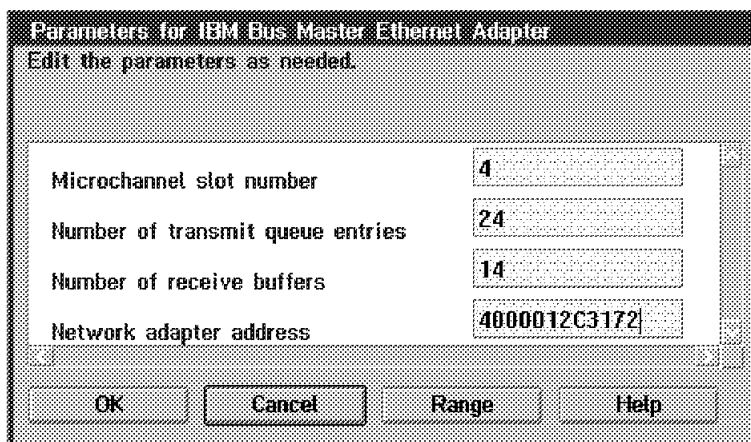 Parameters for IBM Bus Master Ethernet Adapter
Edit the parameters as needed.
Microchannel slot number 4
Number of transmit queue entries 24
Number of receive buffers 14
Network adapter address 4000012C3172
OK Cancel Range Help